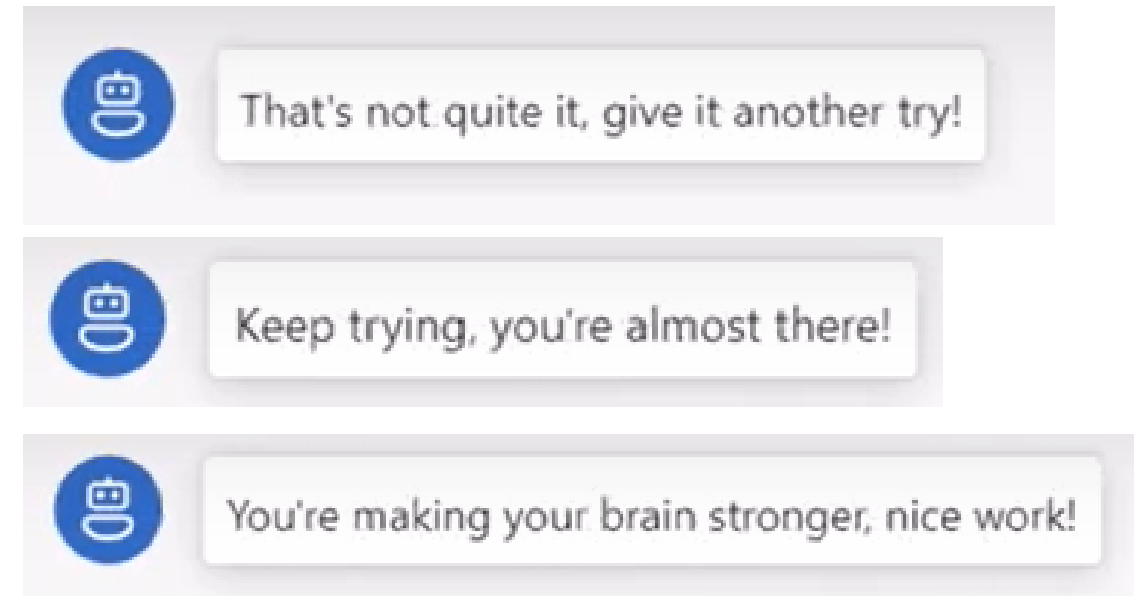 That's not quite it, give it another try!
Keep trying, you're almost there!
You're making your brain stronger, nice work!